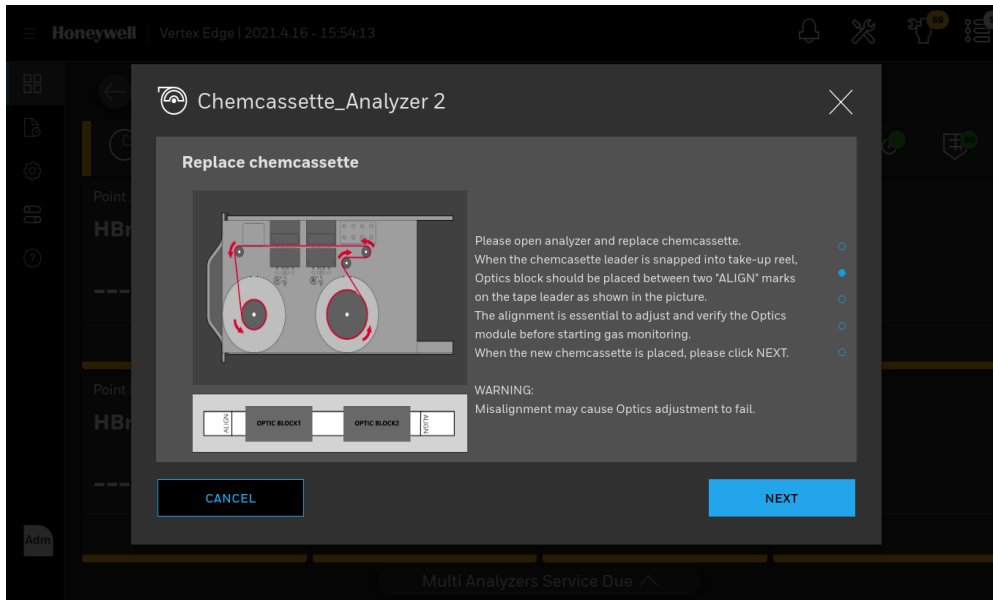 Honeywell Vertex Edge | 2021.4.16 - 15:54:13
59
Chemcassette_Analyzer 2
Replace chemcassette
Please open analyzer and replace chemcassette.
When the chemcasette leader is snapped into take-up reel,
Optics block should be placed between two "ALIGN" marks
on the tape leader as shown in the picture.
The alignment is essential to adjust and verify the Optics
module before starting gas monitoring.
When the new chemcassette is placed, please click NEXT.
WARNING:
Misalignment may cause Optics adjustment to fail.
ALIGN
OPTIC BLOCK1
OPTIC BLOCK2
ALIGN
CANCEL
NEXT
Point
HBr
Point
HBr
Adm
Multi Analyzers Service Due